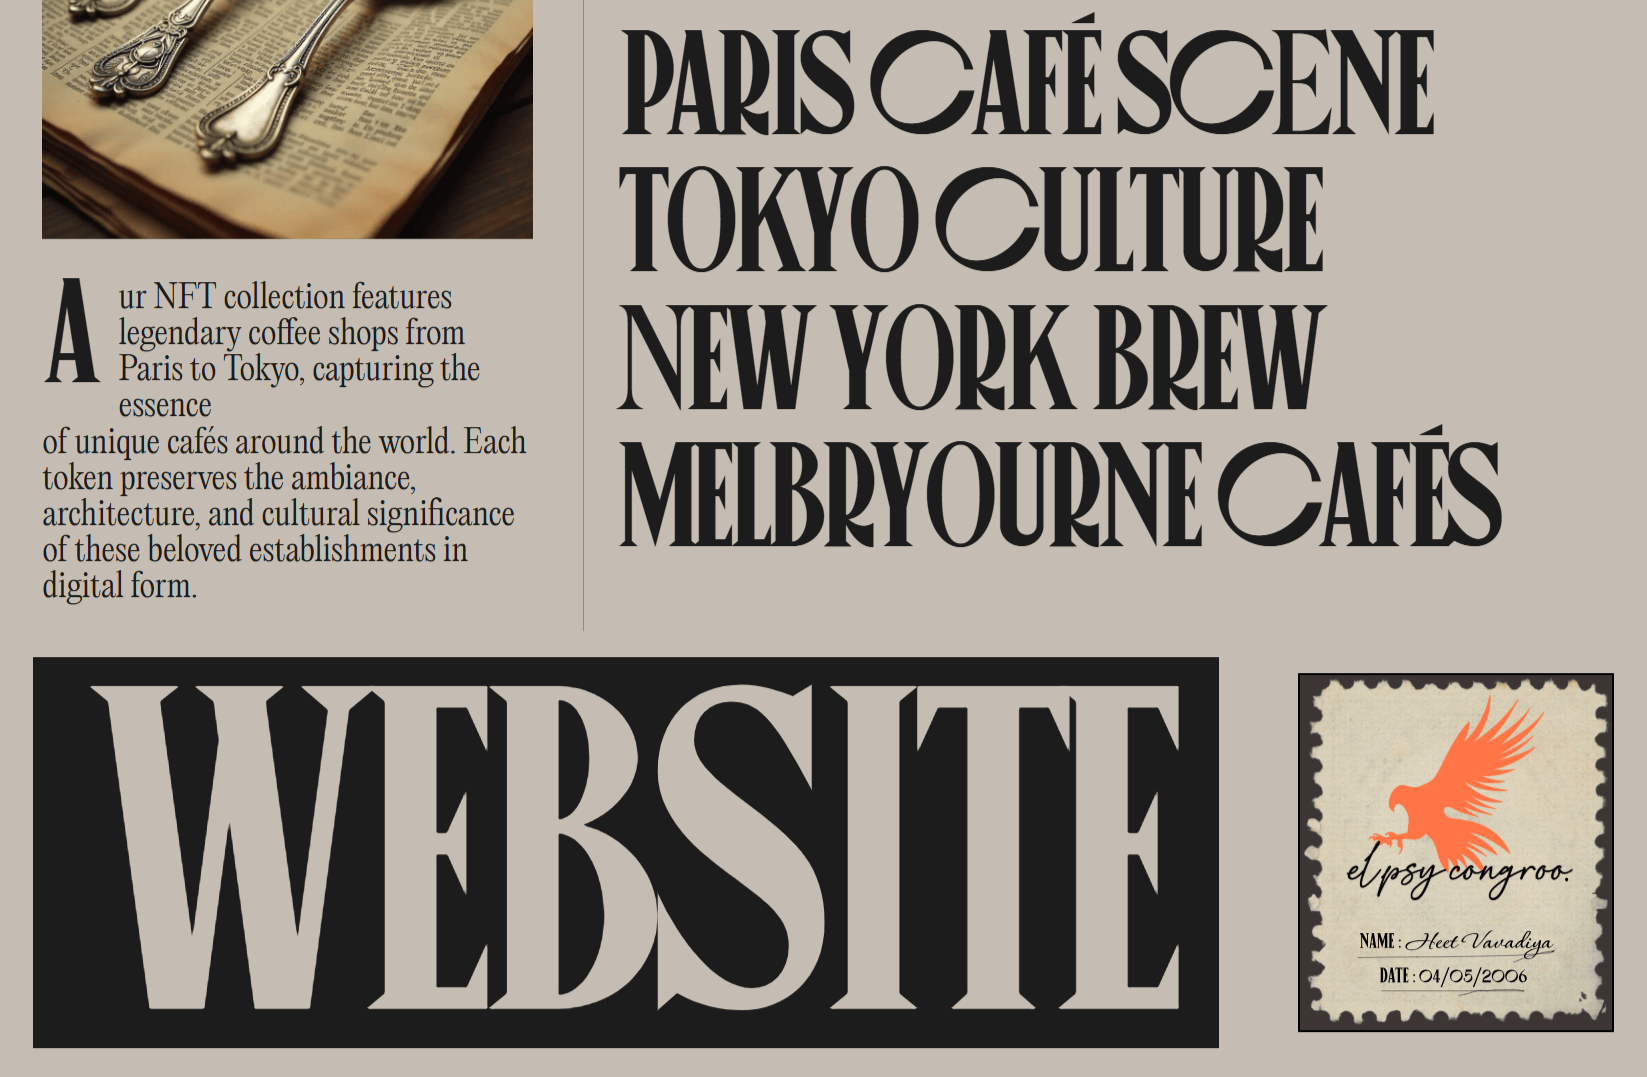 A ur NFT collection features
legendary coffee shops from
Paris to Tokyo, capturing the
essence
of unique cafés around the world. Each
token preserves the ambiance,
architecture, and cultural significance
of these beloved establishments in
digital form.
PARIS CAFÉ SCENE
TOKYO CULTURE
NEW YORK BREW
MELBRYOURNE CAFÉS
WEBSITE
el psy congroo.
NAME : Heet Vavadiya
DATE : 04/05/2006